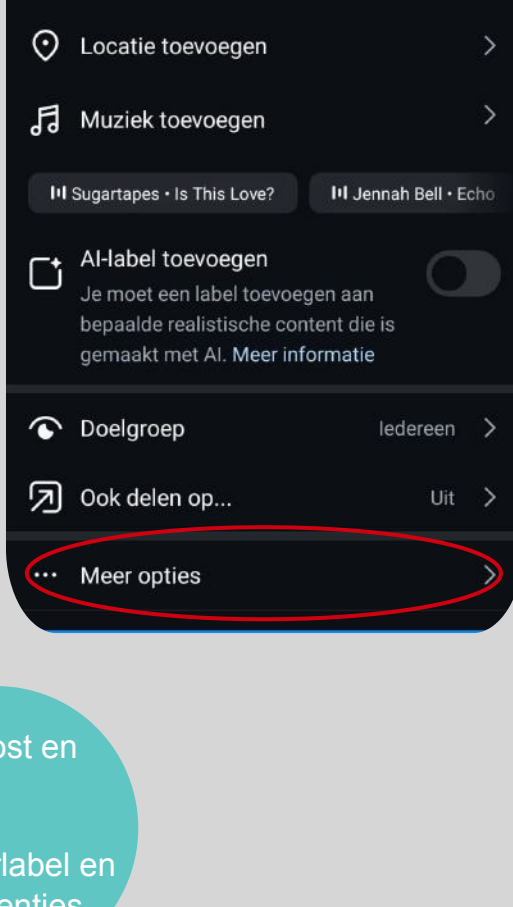 Locatie toevoegen
Muziek toevoegen
Sugartapes • Is This Love?
Jennah Bell • Echo
AI-label toevoegen
Je moet een label toevoegen aan
bepaalde realistische content die is
gemaakt met AI. Meer informatie
Doelgroep Iedereen
Ook delen op... Uit
Meer opties
en
en